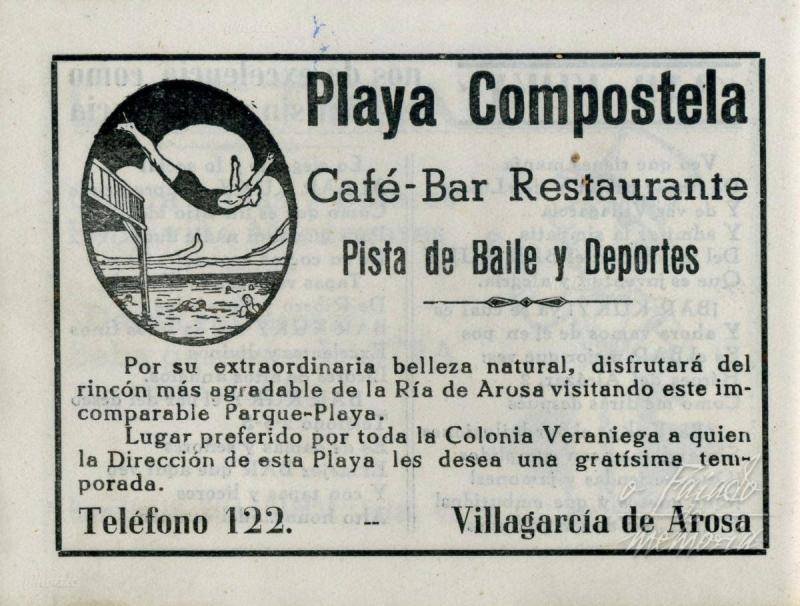 Playa Compostela
Café-Bar Restaurante
Pista de Baile y Deportes
Por su extraordinaria belleza natural, disfrutará del
rincón más agradable de la Ría de Arosa visitando este im-
comparable Parque-Playa.
Lugar preferido por toda la Colonia Veraniega a quien
la Dirección de esta Playa les desea una gratísima tem-
porada.
Teléfono 122. -- Villagarcía de Arosa
o Faiado
memoria